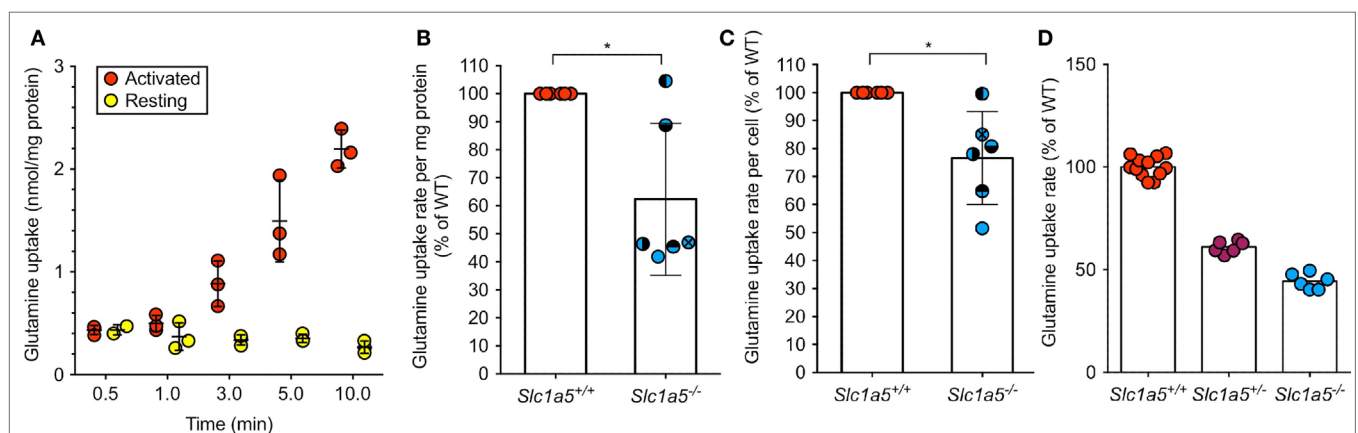 A
Glutamine uptake (nmol/mg protein)
3
2
1
0
Activated
Resting
0.5 1.0 3.0 5.0 10.0
Time (min)
B
*
Glutamine uptake rate per mg protein
(% of WT)
110
100
90
80
70
60
50
40
30
20
10
0
Slc1a5+/+ Slc1a5-/-
C
*
Glutamine uptake rate per cell (% of WT)
110
100
90
80
70
60
50
40
30
20
10
0
Slc1a5+/+ Slc1a5-/-
D
Glutamine uptake rate (% of WT)
150
100
50
0
Slc1a5+/+ Slc1a5+/- Slc1a5-/-